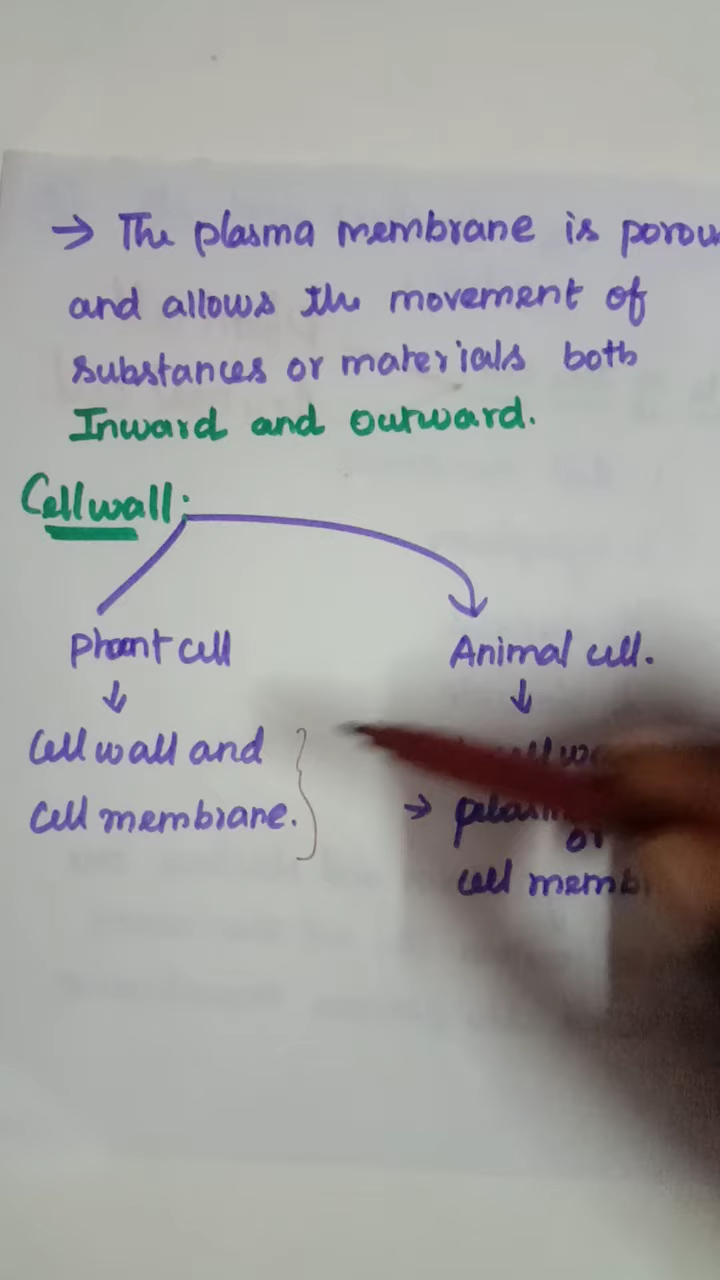 → The plasma membrane is porou
and allows the movement of
substances or materials both
Inward and outward.
Cellwall:
Plant cell
Animal cell.
↓
↓
Cell wall and
cell membrane.
→
or
cell memb